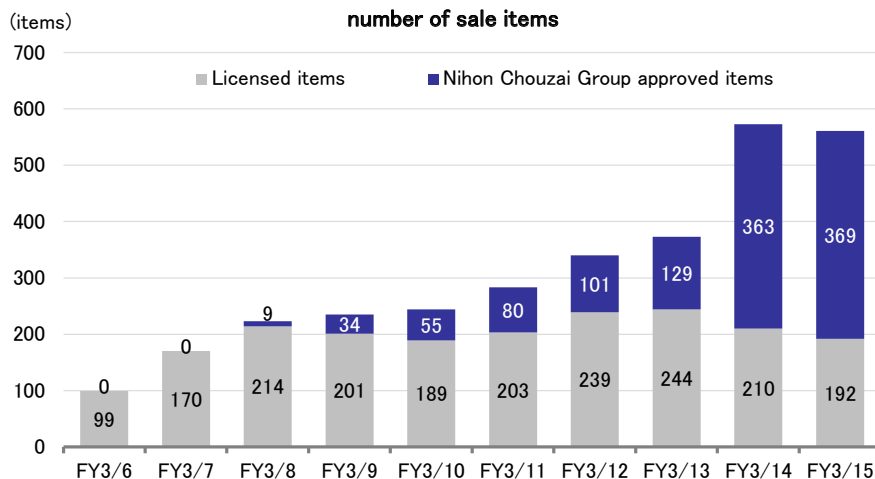 (items)
number of sale items
700
Licensed items
Nihon Chouzai Group approved items
600
500
400
300
200
100
0
363
369
129
101
80
9
34
55
0
0
99
170
214
201
189
203
239
244
210
192
FY3/6
FY3/7
FY3/8
FY3/9
FY3/10
FY3/11
FY3/12
FY3/13
FY3/14
FY3/15